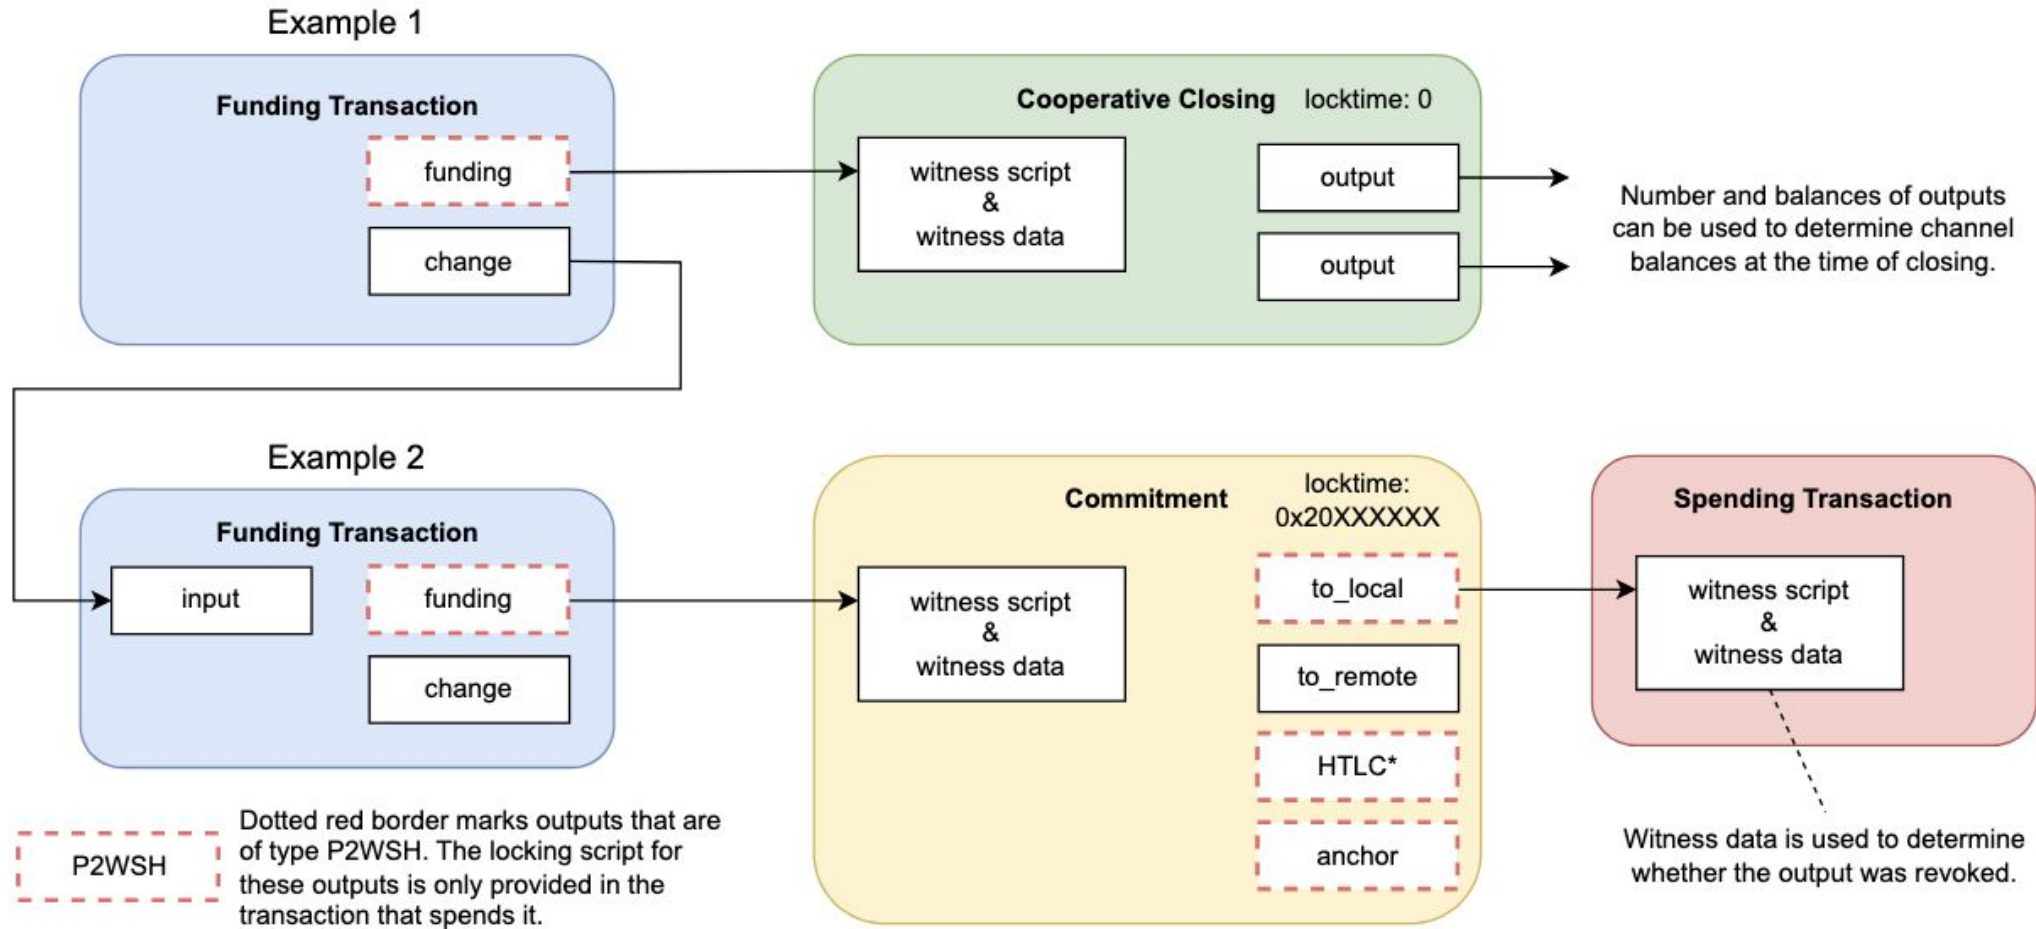 Example 1
Funding Transaction
funding
change
Cooperative Closing locktime: 0
witness script
&
witness data
output
output
Number and balances of outputs
can be used to determine channel
balances at the time of closing.
Example 2
Funding Transaction
input
funding
change
Commitment
locktime:
0x20XXXXXX
witness script
&
witness data
to_local
to_remote
HTLC*
anchor
Spending Transaction
witness script
&
witness data
Witness data is used to determine
whether the output was revoked.
P2WSH
Dotted red border marks outputs that are
of type P2WSH. The locking script for
these outputs is only provided in the
transaction that spends it.